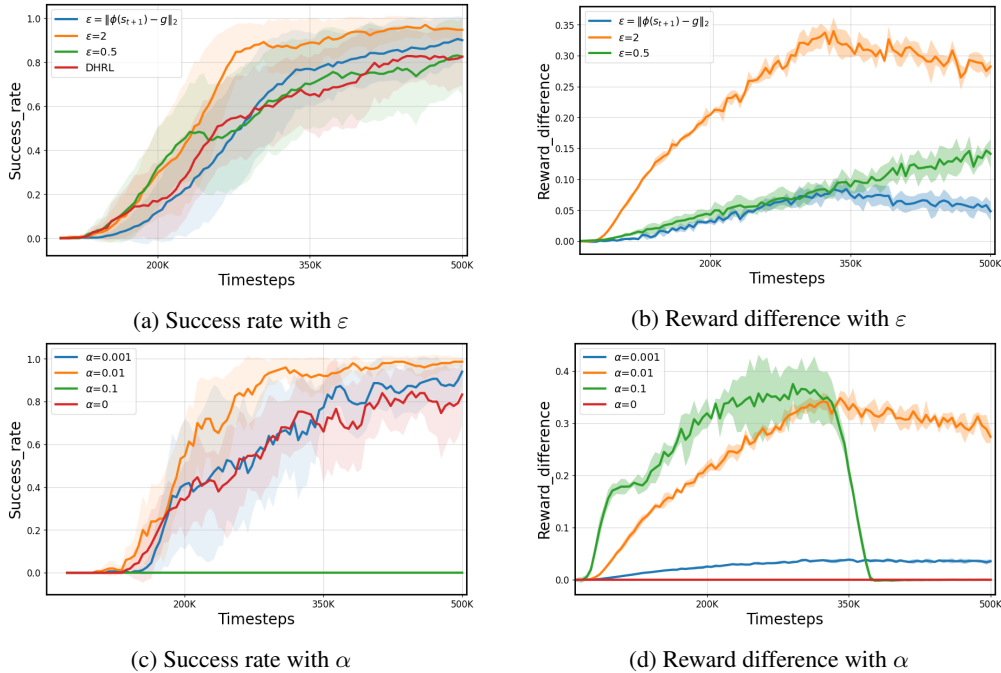 ε=‖ϕ(s_{t+1}) − g‖₂
ε=2
ε=0.5
DHRL
1.0
0.8
0.6
0.4
0.2
0.0
Success_rate
200K
350K
500K
Timesteps
(a) Success rate with ε
ε=‖ϕ(s_{t+1}) − g‖₂
ε=2
ε=0.5
0.35
0.30
0.25
0.20
0.15
0.10
0.05
0.00
Reward_difference
200K
350K
500K
Timesteps
(b) Reward difference with ε
α=0.001
α=0.01
α=0.1
α=0
1.0
0.8
0.6
0.4
0.2
0.0
Success_rate
200K
350K
500K
Timesteps
(c) Success rate with α
α=0.001
α=0.01
α=0.1
α=0
0.4
0.3
0.2
0.1
0.0
Reward_difference
200K
350K
500K
Timesteps
(d) Reward difference with α